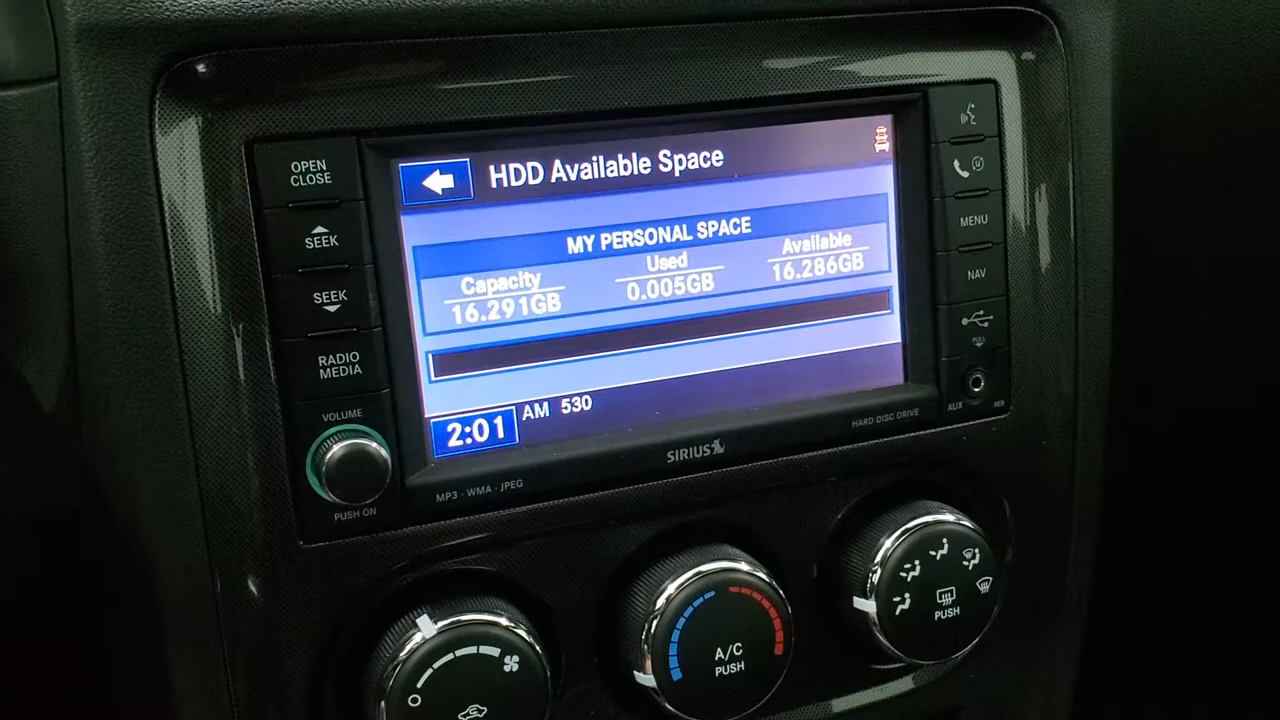 OPEN
CLOSE
SEEK
SEEK
RADIO
MEDIA
VOLUME
PUSH ON
HDD Available Space
MY PERSONAL SPACE
Capacity Used Available
16.291GB 0.005GB 16.286GB
2:01 AM 530
SIRIUS
HARD DISC DRIVE
MP3 - WMA - JPEG
MENU
NAV
PULL
AUX
A/C
PUSH
PUSH